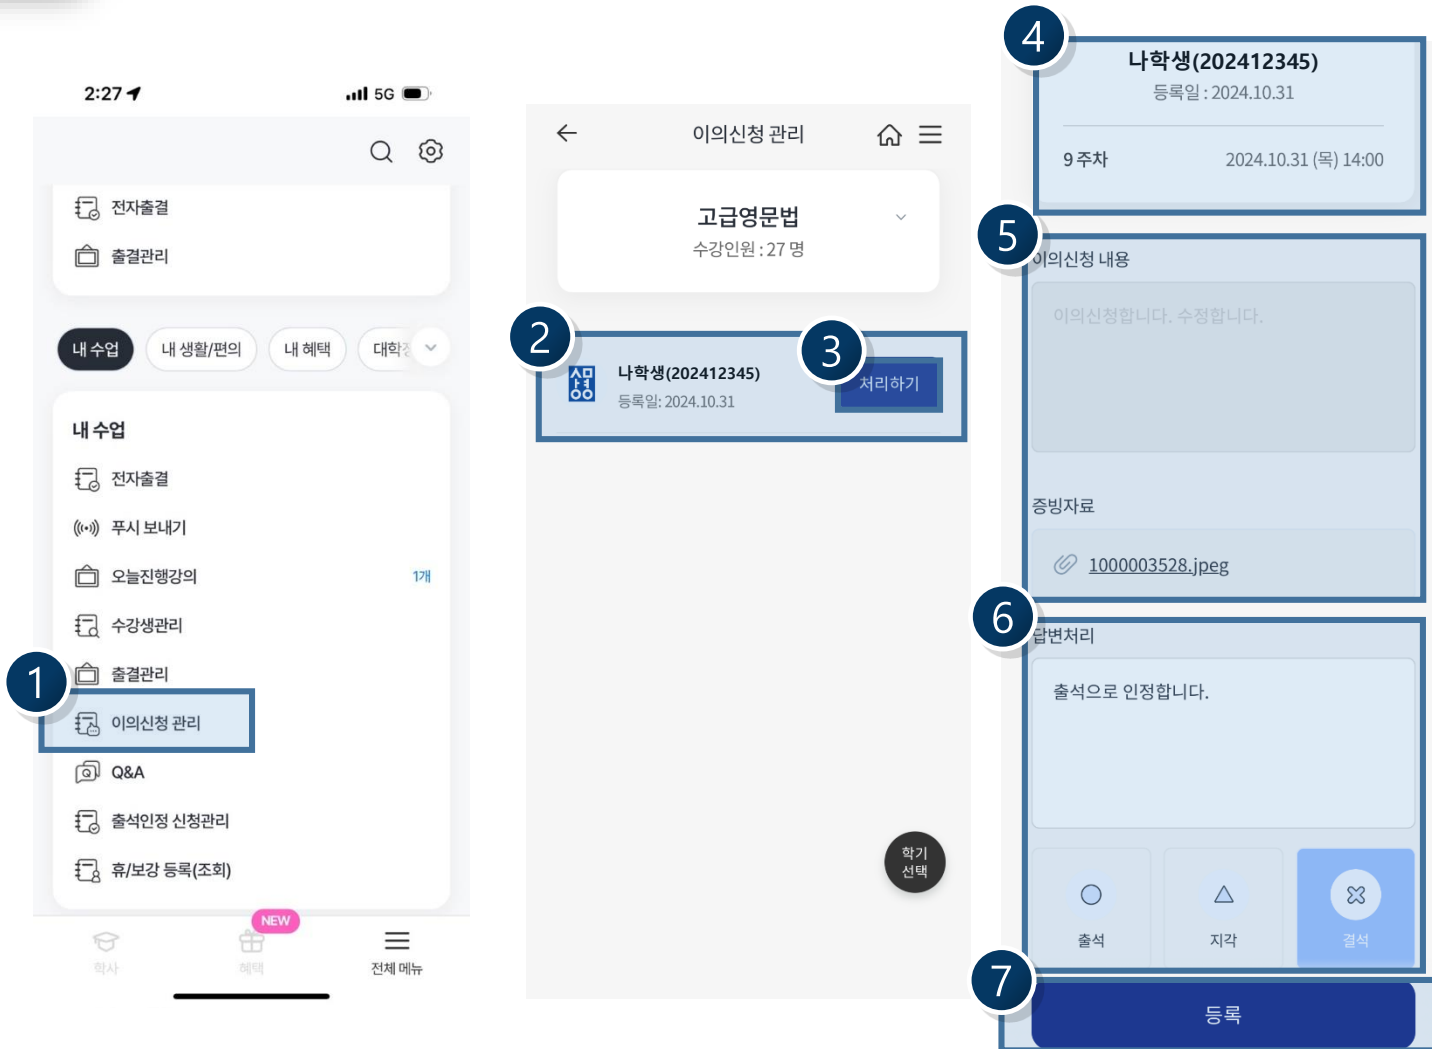 2:27
5G
전자출결
출결관리
내 수업
내 생활/편의
내 혜택
내 수업
전자출결
푸시 보내기
오늘진행강의
1개
수강생관리
출결관리
1
이의신청 관리
Q&A
출석인정 신청관리
휴/보강 등록(조회)
NEW
학사
혜택
전체 메뉴
이의신청 관리
고급영문법
수강인원 : 27 명
2
3
나학생(202412345)
등록일: 2024.10.31
처리하기
학기
선택
4
나학생(202412345)
등록일 : 2024.10.31
9 주차
2024.10.31 (목) 14:00
5
이의신청 내용
이의신청합니다. 수정합니다.
증빙자료
1000003528.jpeg
6
답변처리
출석으로 인정합니다.
출석
지각
결석
7
등록